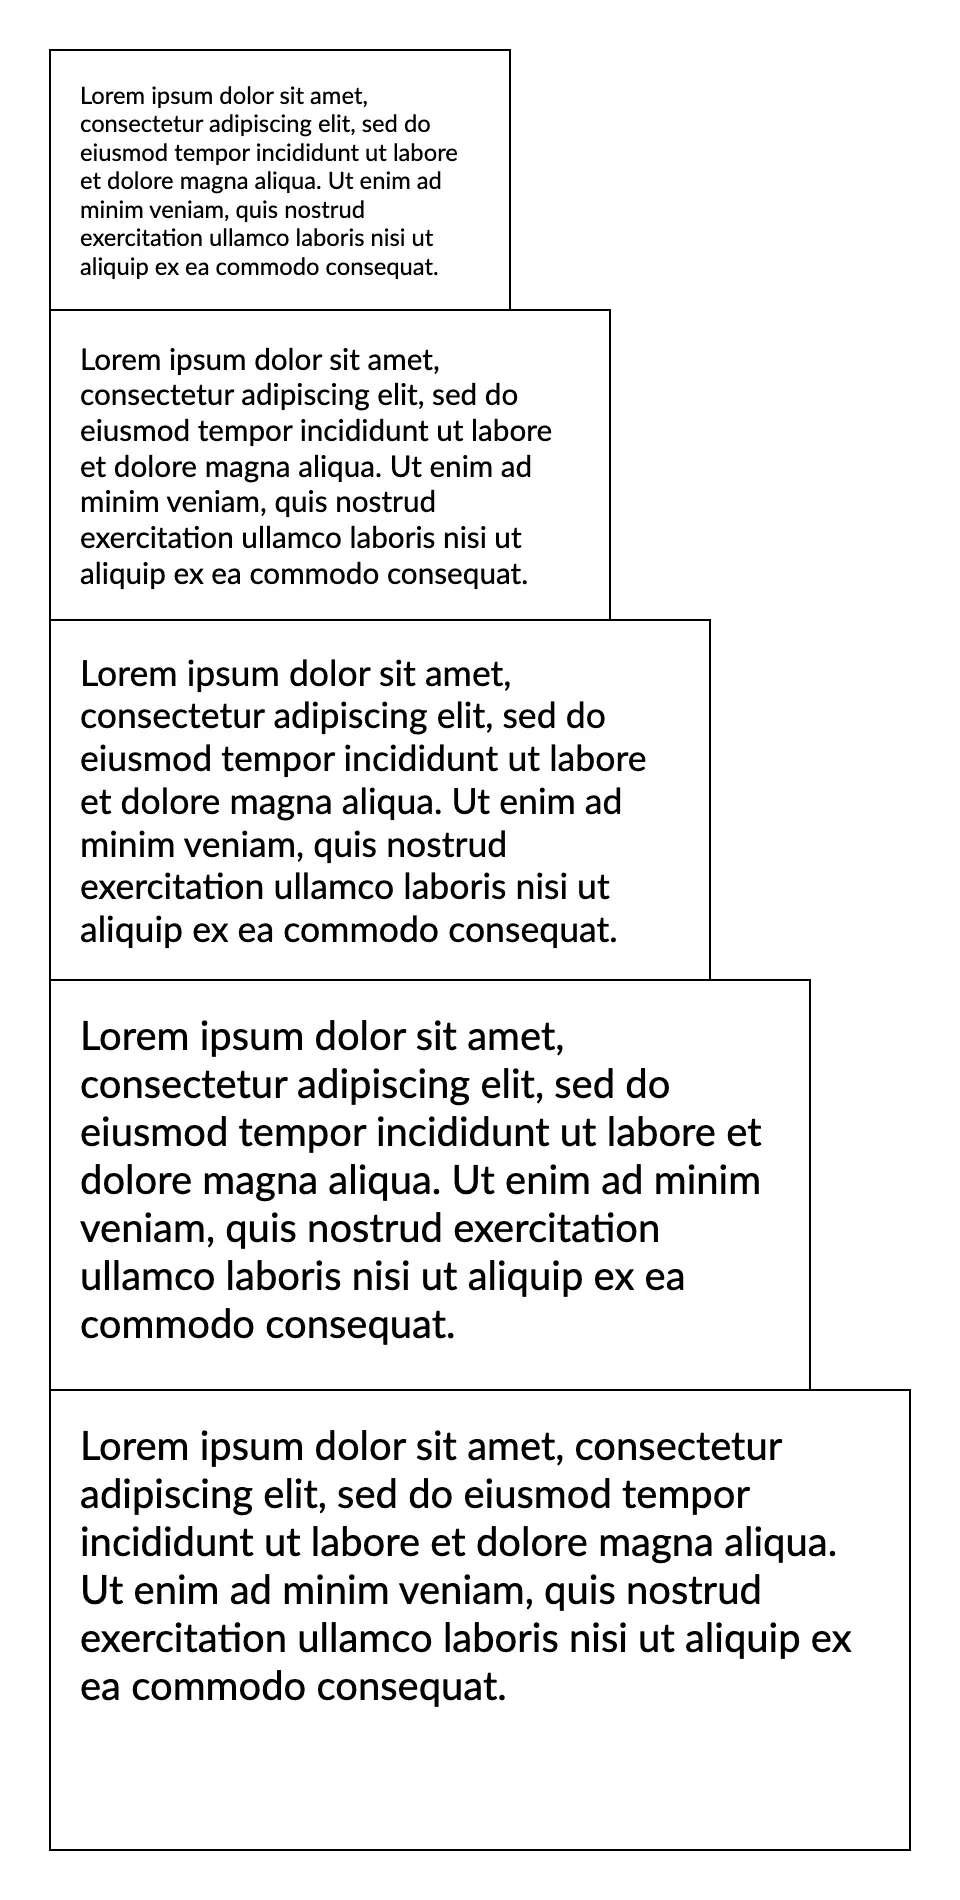 Lorem ipsum dolor sit amet,
consectetur adipiscing elit, sed do
eiusmod tempor incididunt ut labore
et dolore magna aliqua. Ut enim ad
minim veniam, quis nostrud
exercitation ullamco laboris nisi ut
aliquip ex ea commodo consequat.
Lorem ipsum dolor sit amet,
consectetur adipiscing elit, sed do
eiusmod tempor incididunt ut labore
et dolore magna aliqua. Ut enim ad
minim veniam, quis nostrud
exercitation ullamco laboris nisi ut
aliquip ex ea commodo consequat.
Lorem ipsum dolor sit amet,
consectetur adipiscing elit, sed do
eiusmod tempor incididunt ut labore
et dolore magna aliqua. Ut enim ad
minim veniam, quis nostrud
exercitation ullamco laboris nisi ut
aliquip ex ea commodo consequat.
Lorem ipsum dolor sit amet,
consectetur adipiscing elit, sed do
eiusmod tempor incididunt ut labore et
dolore magna aliqua. Ut enim ad minim
veniam, quis nostrud exercitation
ullamco laboris nisi ut aliquip ex ea
commodo consequat.
Lorem ipsum dolor sit amet, consectetur
adipiscing elit, sed do eiusmod tempor
incididunt ut labore et dolore magna aliqua.
Ut enim ad minim veniam, quis nostrud
exercitation ullamco laboris nisi ut aliquip ex
ea commodo consequat.